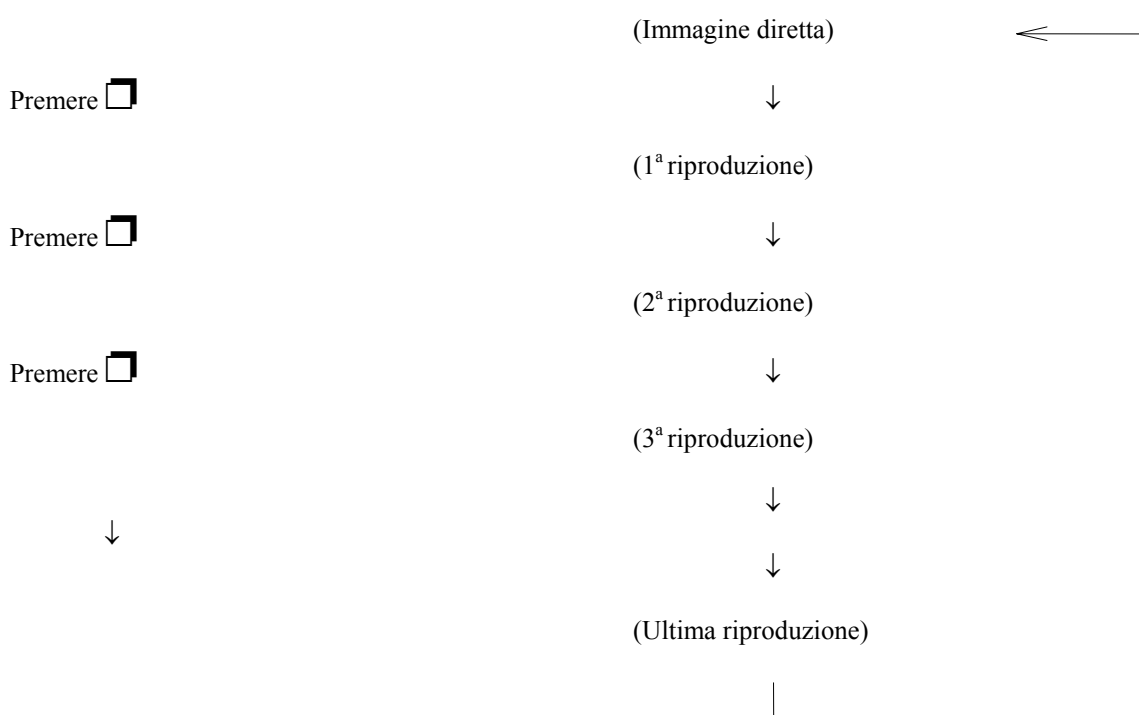 (Immagine diretta)
Premere ❐ ↓
(1ª riproduzione)
Premere ❐ ↓
(2ª riproduzione)
Premere ❐ ↓
(3ª riproduzione)
↓
↓
↓
(Ultima riproduzione)